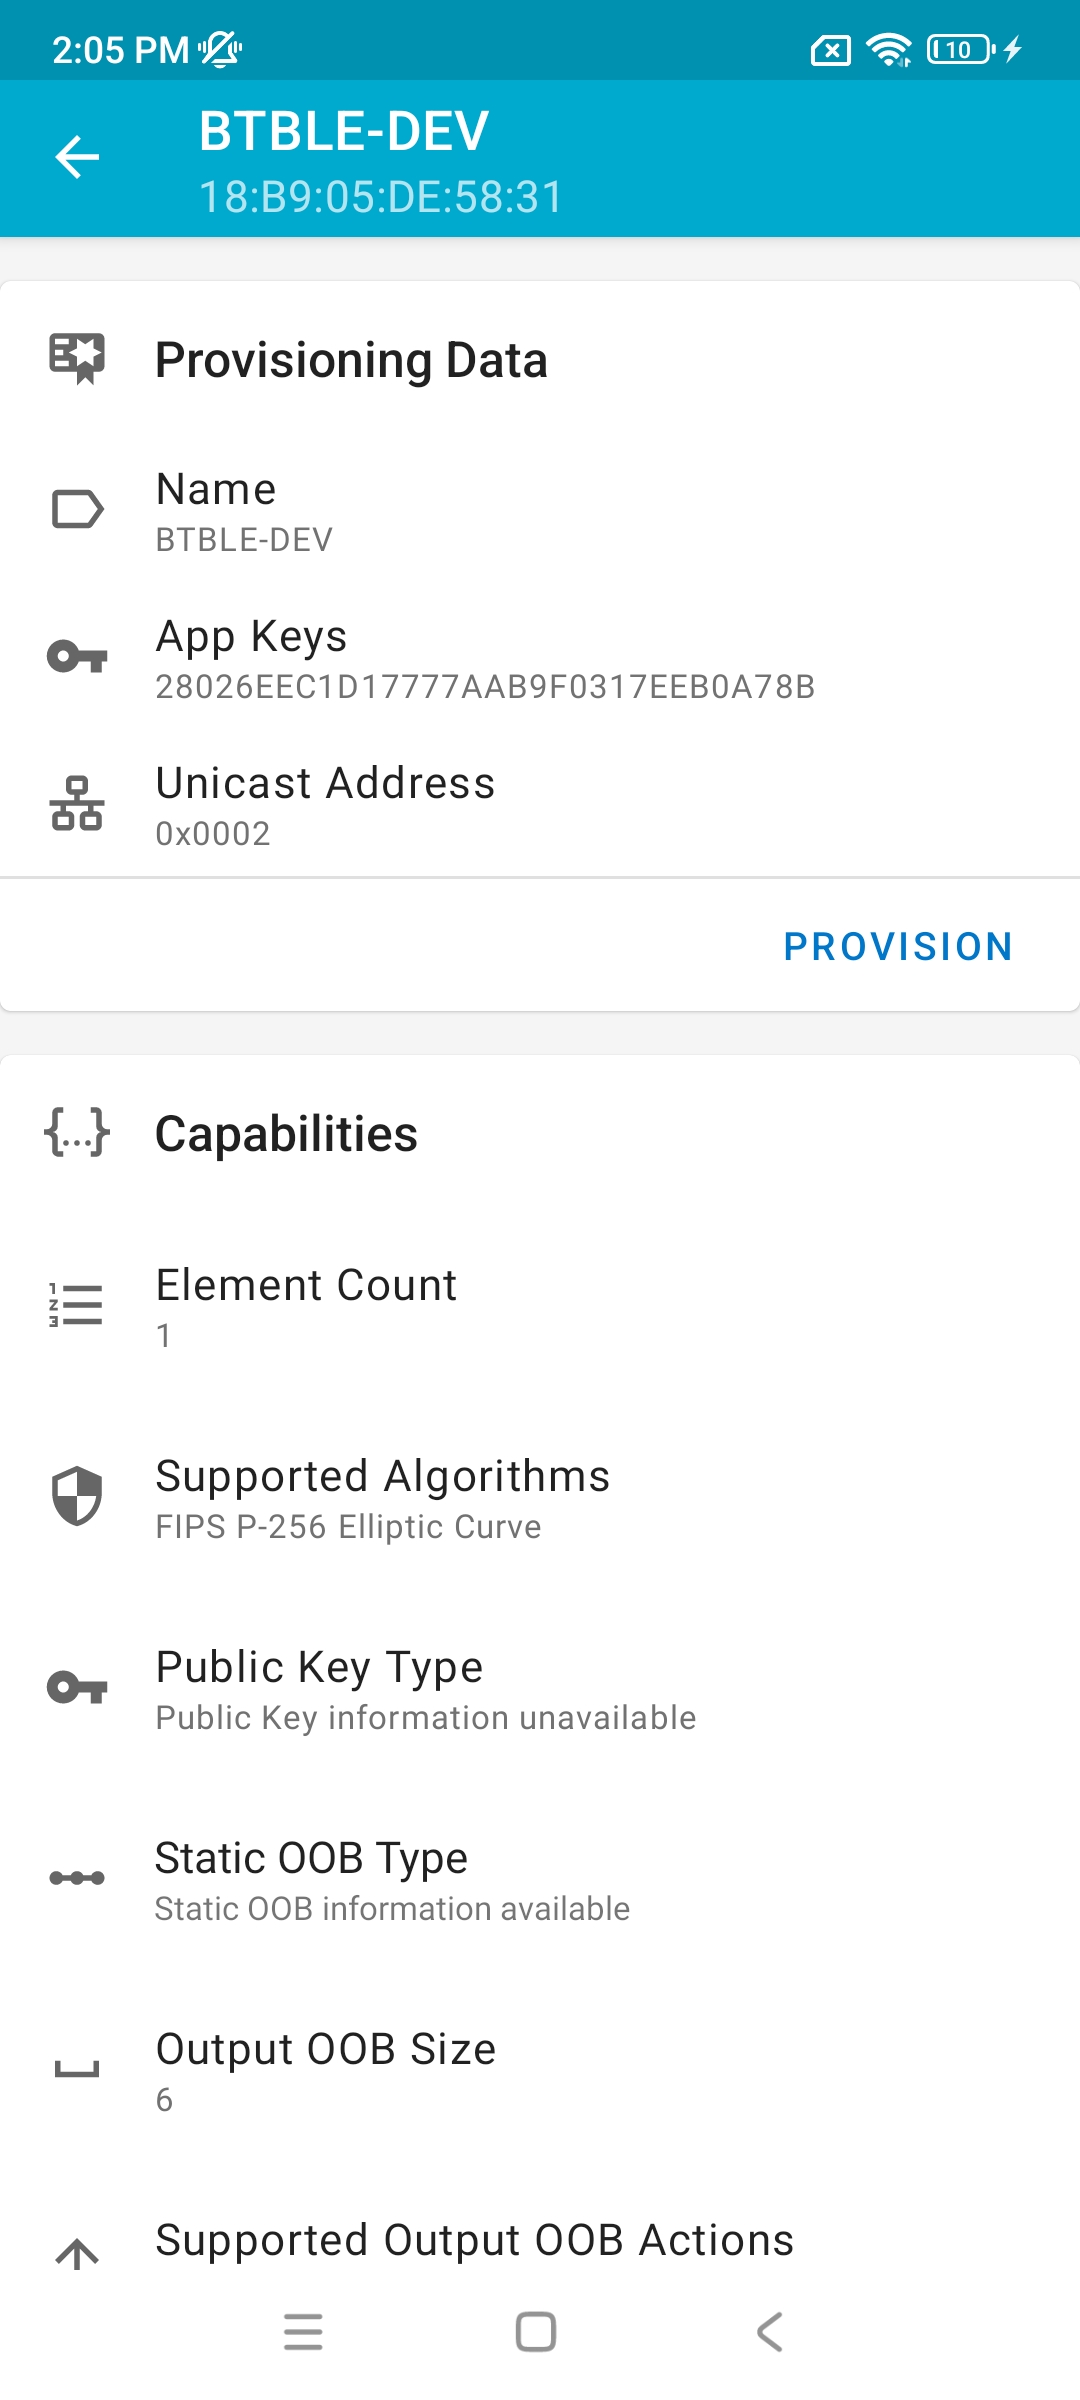 2:05 PM
10
BTBLE-DEV
18:B9:05:DE:58:31
Provisioning Data
Name
BTBLE-DEV
App Keys
28026EEC1D17777AAB9F0317EEB0A78B
Unicast Address
0x0002
PROVISION
Capabilities
Element Count
1
Supported Algorithms
FIPS P-256 Elliptic Curve
Public Key Type
Public Key information unavailable
Static OOB Type
Static OOB information available
Output OOB Size
6
Supported Output OOB Actions